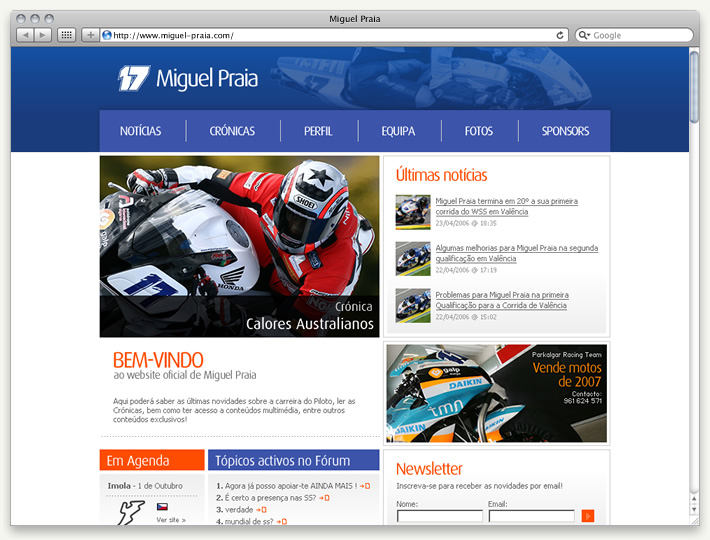 Miguel Praia
http://www.miguel-praia.com/
Google
17 Miguel Praia
NOTÍCIAS
CRÓNICAS
PERFIL
EQUIPA
FOTOS
SPONSORS
SHOEI
galp
HONDA
17
Crónica
Calores Australianos
Últimas notícias
Miguel Praia termina em 20º a sua primeira
corrida do WSS em Valência
23/04/2006 @ 18:35
Algumas melhorias para Miguel Praia na segunda
qualificação em Valência
22/04/2006 @ 17:19
Problemas para Miguel Praia na primeira
Qualificação para a Corrida de Valência
22/04/2006 @ 15:02
BEM-VINDO
ao website oficial de Miguel Praia
Aqui poderá saber as últimas novidades sobre a carreira do Piloto, ler as
Crónicas, bem como ter acesso a conteúdos multimédia, entre outros
conteúdos exclusivos!
galp
DAIKIN
tmn
DAIKIN
Parkalgar Racing Team
Vende motos
de 2007
Contacto:
961 624 571
Em Agenda
Imola - 1 de Outubro
Ver site »
Tópicos activos no Fórum
1. Agora já posso apoiar-te AINDA MAIS !
2. É certo a presença nas SS?
3. verdade
4. mundial de ss?
Newsletter
Inscreva-se para receber as novidades por email!
Nome:
Email: